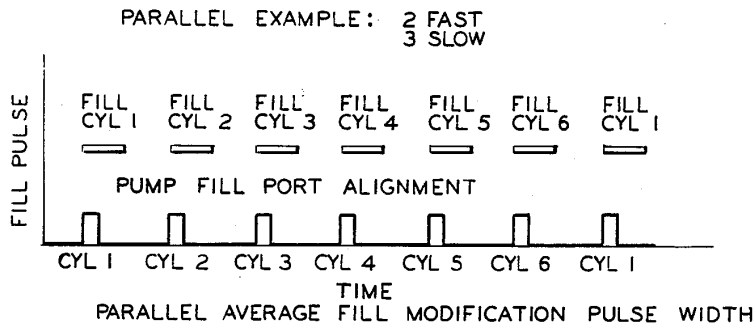 PARALLEL EXAMPLE: 2 FAST
3 SLOW
FILL PULSE
FILL CYL 1
FILL CYL 2
FILL CYL 3
FILL CYL 4
FILL CYL 5
FILL CYL 6
FILL CYL 1
PUMP FILL PORT ALIGNMENT
CYL 1 CYL 2 CYL 3 CYL 4 CYL 5 CYL 6 CYL 1
TIME
PARALLEL AVERAGE FILL MODIFICATION PULSE WIDTH